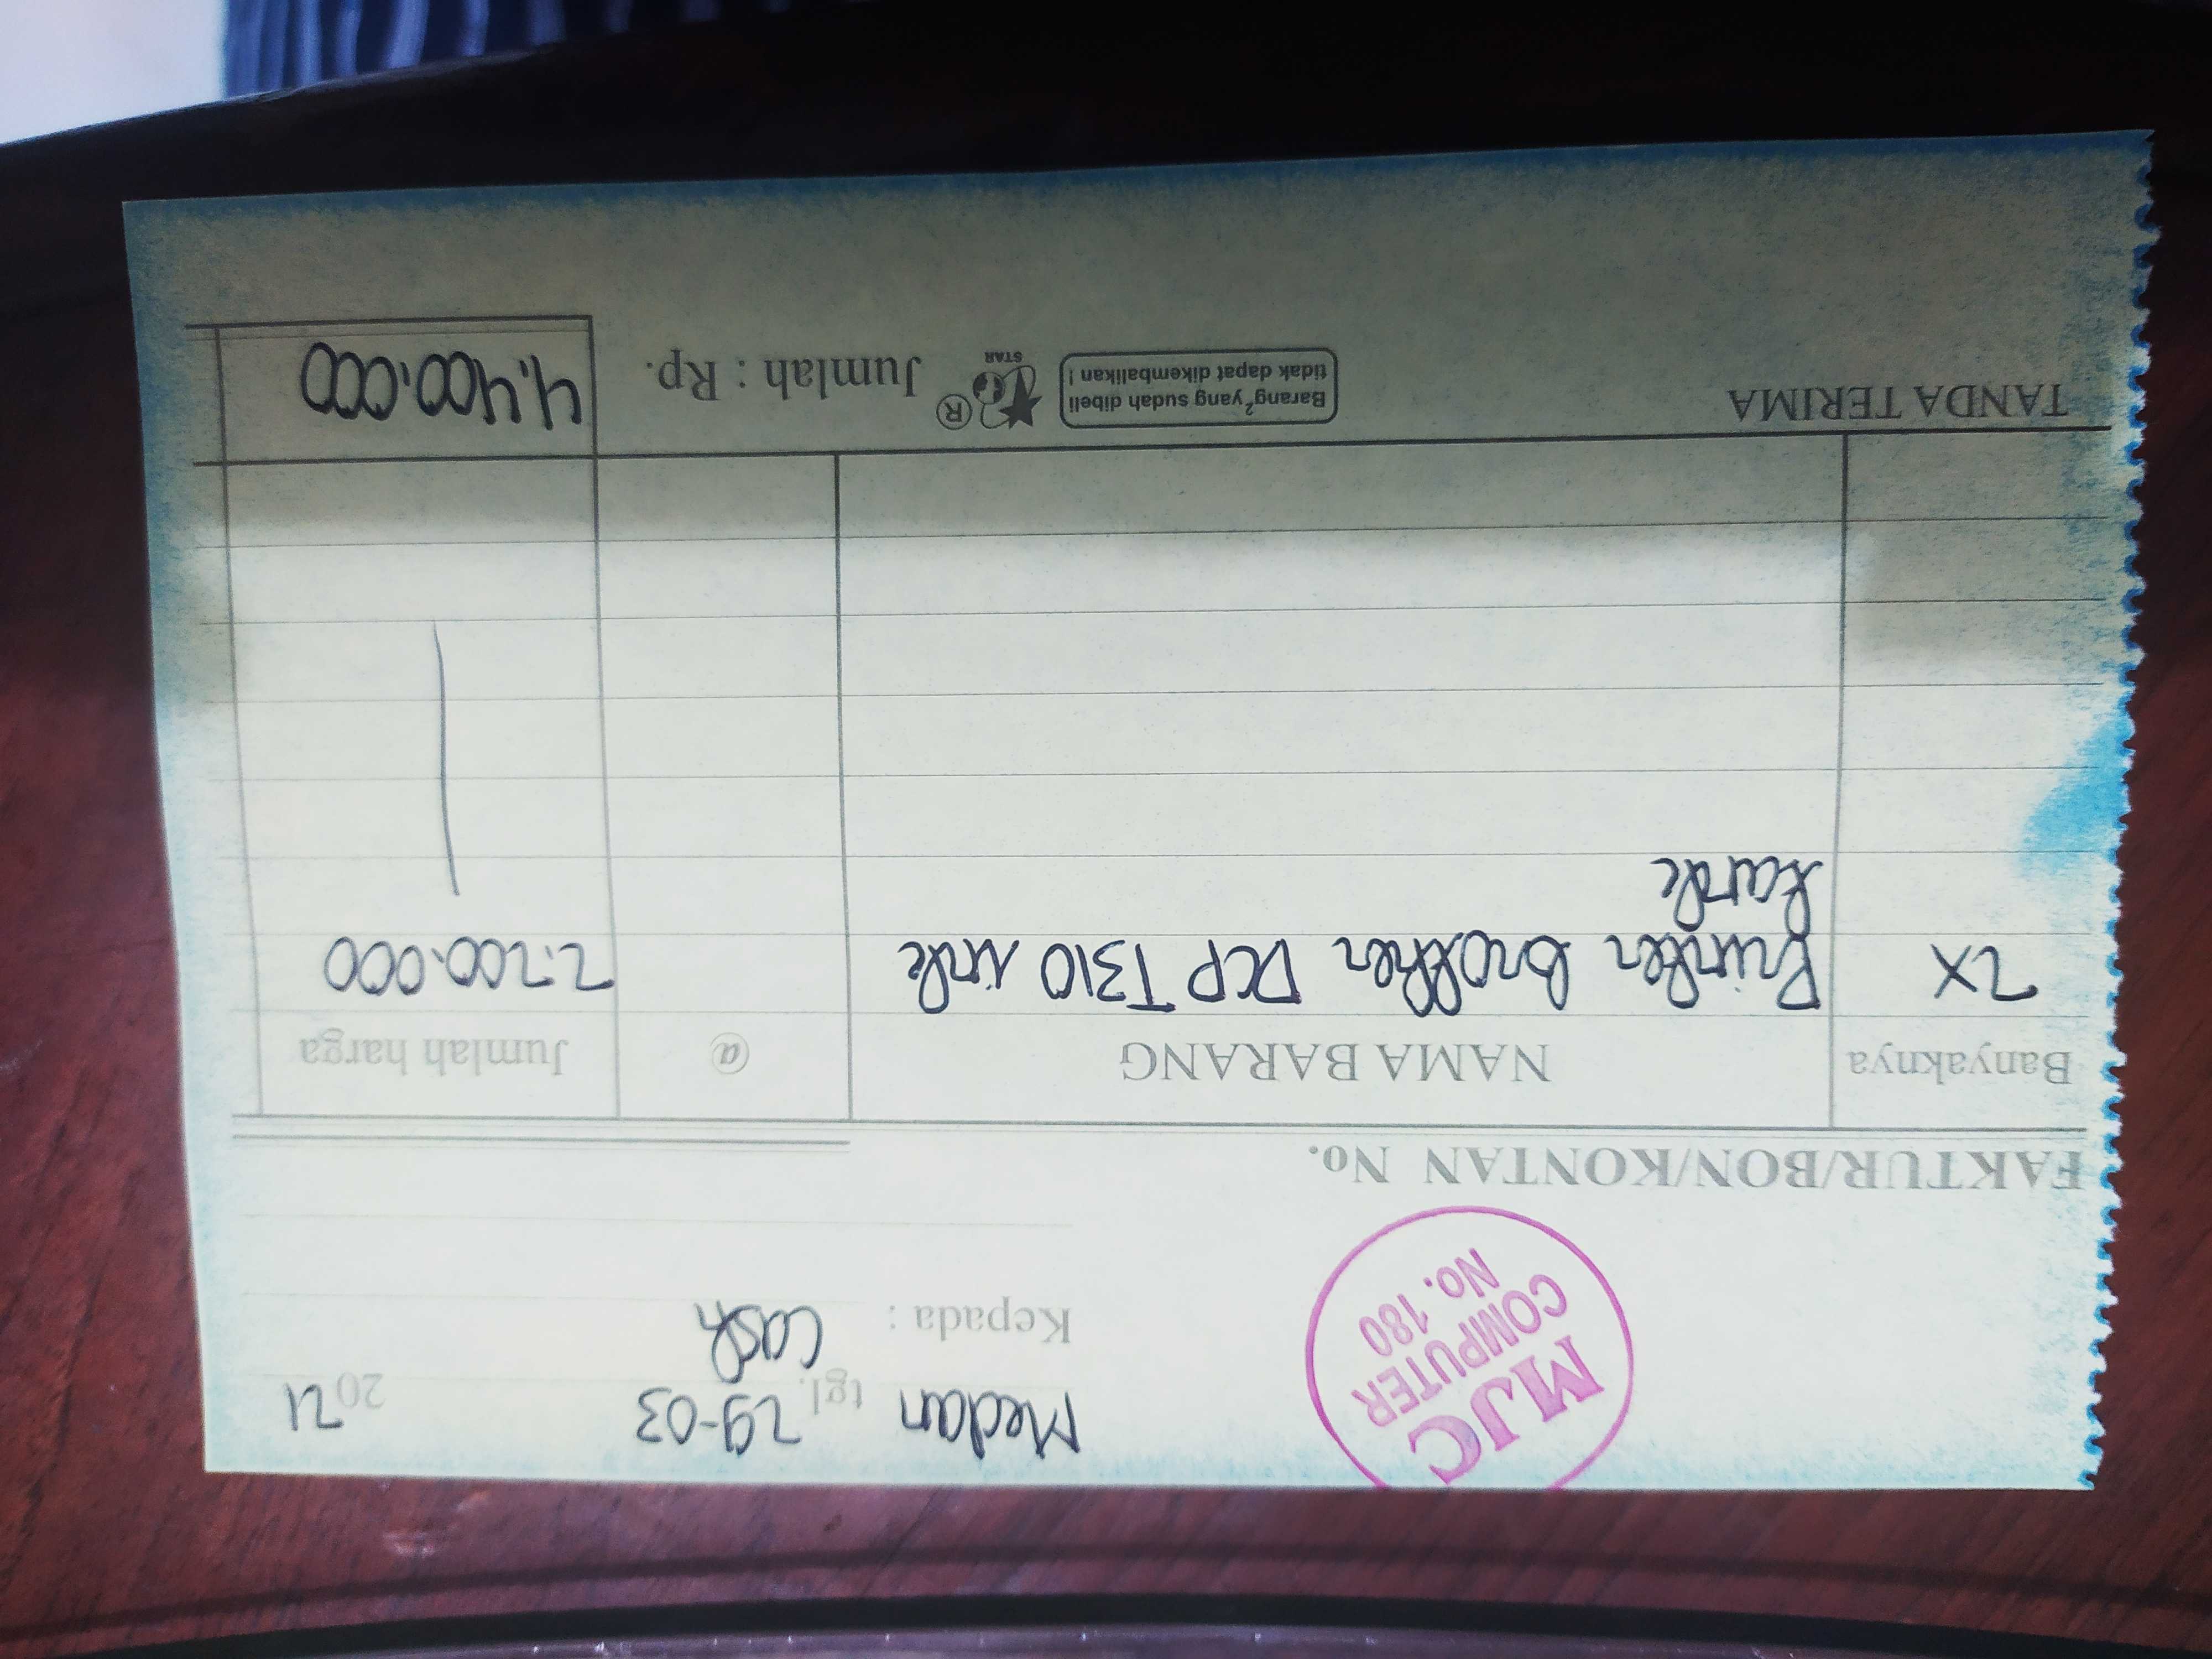 MJC
COMPUTER
No. 180
Medan tgl. 29-03 2021
Kepada : Cash
FAKTUR/BON/KONTAN No.
Banyaknya NAMA BARANG @ Jumlah harga
2X Printer Brother DCP T310 ink 2.200.000
tank
TANDA TERIMA
Barang² yang sudah dibeli
tidak dapat dikembalikan !
STAR
Jumlah : Rp. 4.400.000